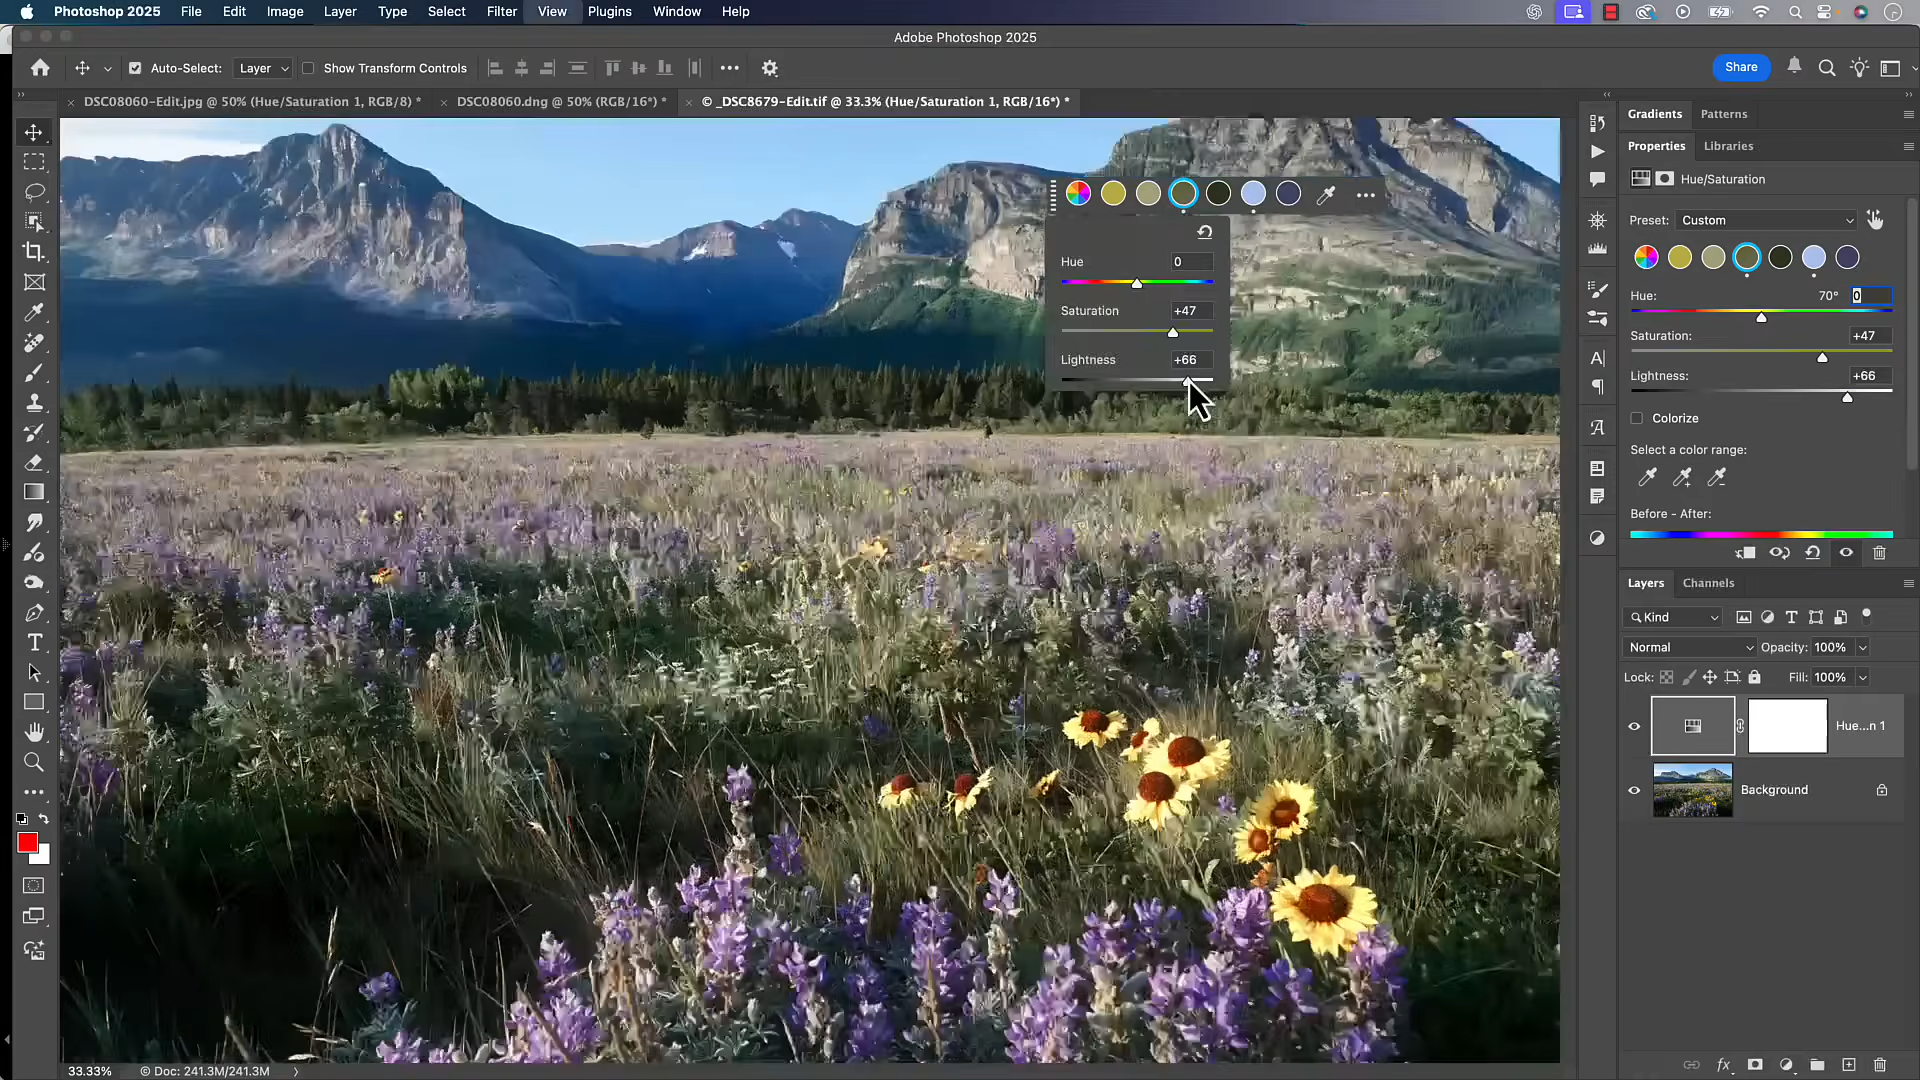 Photoshop 2025 File Edit Image Layer Type Select Filter View Plugins Window Help
Adobe Photoshop 2025
Auto-Select: Layer Show Transform Controls Share
DSC08060-Edit.jpg @ 50% (Hue/Saturation 1, RGB/8) * DSC08060.dng @ 50% (RGB/16*) * © _DSC8679-Edit.tif @ 33.3% (Hue/Saturation 1, RGB/16*) *
Gradients Patterns
Properties Libraries
Hue/Saturation
Preset: Custom
Hue: 70° 0
Saturation: +47
Lightness: +66
Colorize
Select a color range:
Before - After:
Hue 0
Saturation +47
Lightness +66
Layers Channels
Kind
Normal Opacity: 100%
Lock: Fill: 100%
Hue...n 1
Background
33.33% © Doc: 241.3M/241.3M